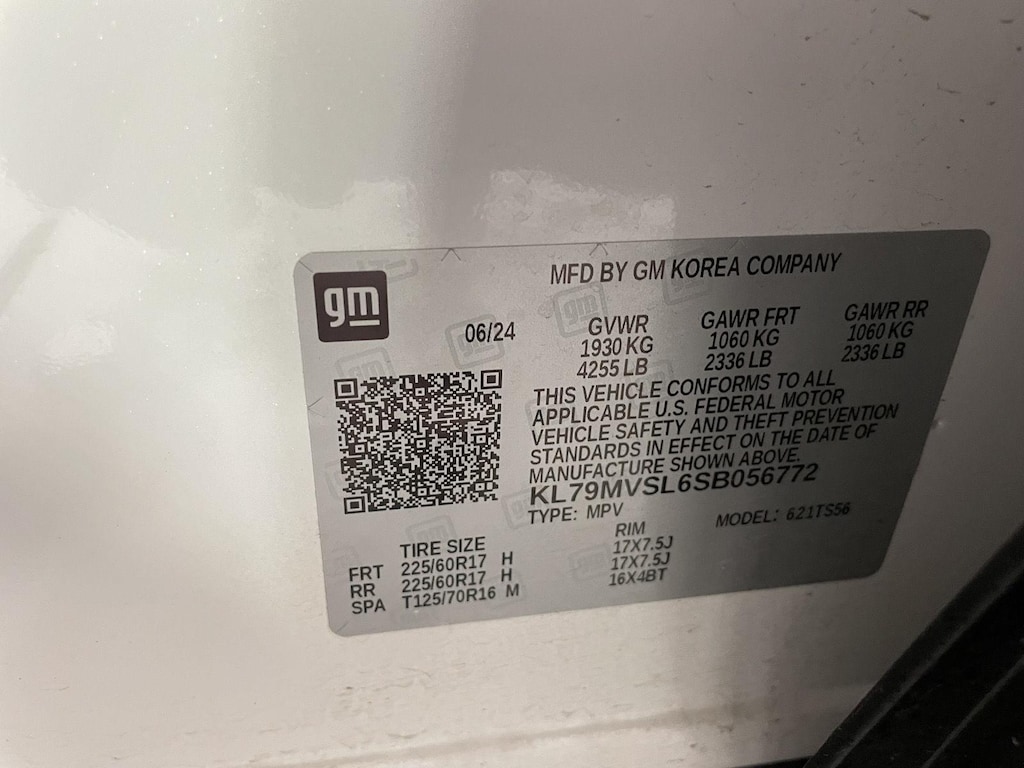 gm
MFD BY GM KOREA COMPANY
06/24
GVWR GAWR FRT GAWR RR
1930 KG 1060 KG 1060 KG
4255 LB 2336 LB 2336 LB
THIS VEHICLE CONFORMS TO ALL
APPLICABLE U.S. FEDERAL MOTOR
VEHICLE SAFETY AND THEFT PREVENTION
STANDARDS IN EFFECT ON THE DATE OF
MANUFACTURE SHOWN ABOVE.
KL79MVSL6SB056772
TYPE: MPV MODEL: 621TS56
TIRE SIZE RIM
FRT 225/60R17 H 17X7.5J
RR 225/60R17 H 17X7.5J
SPA T125/70R16 M 16X4BT